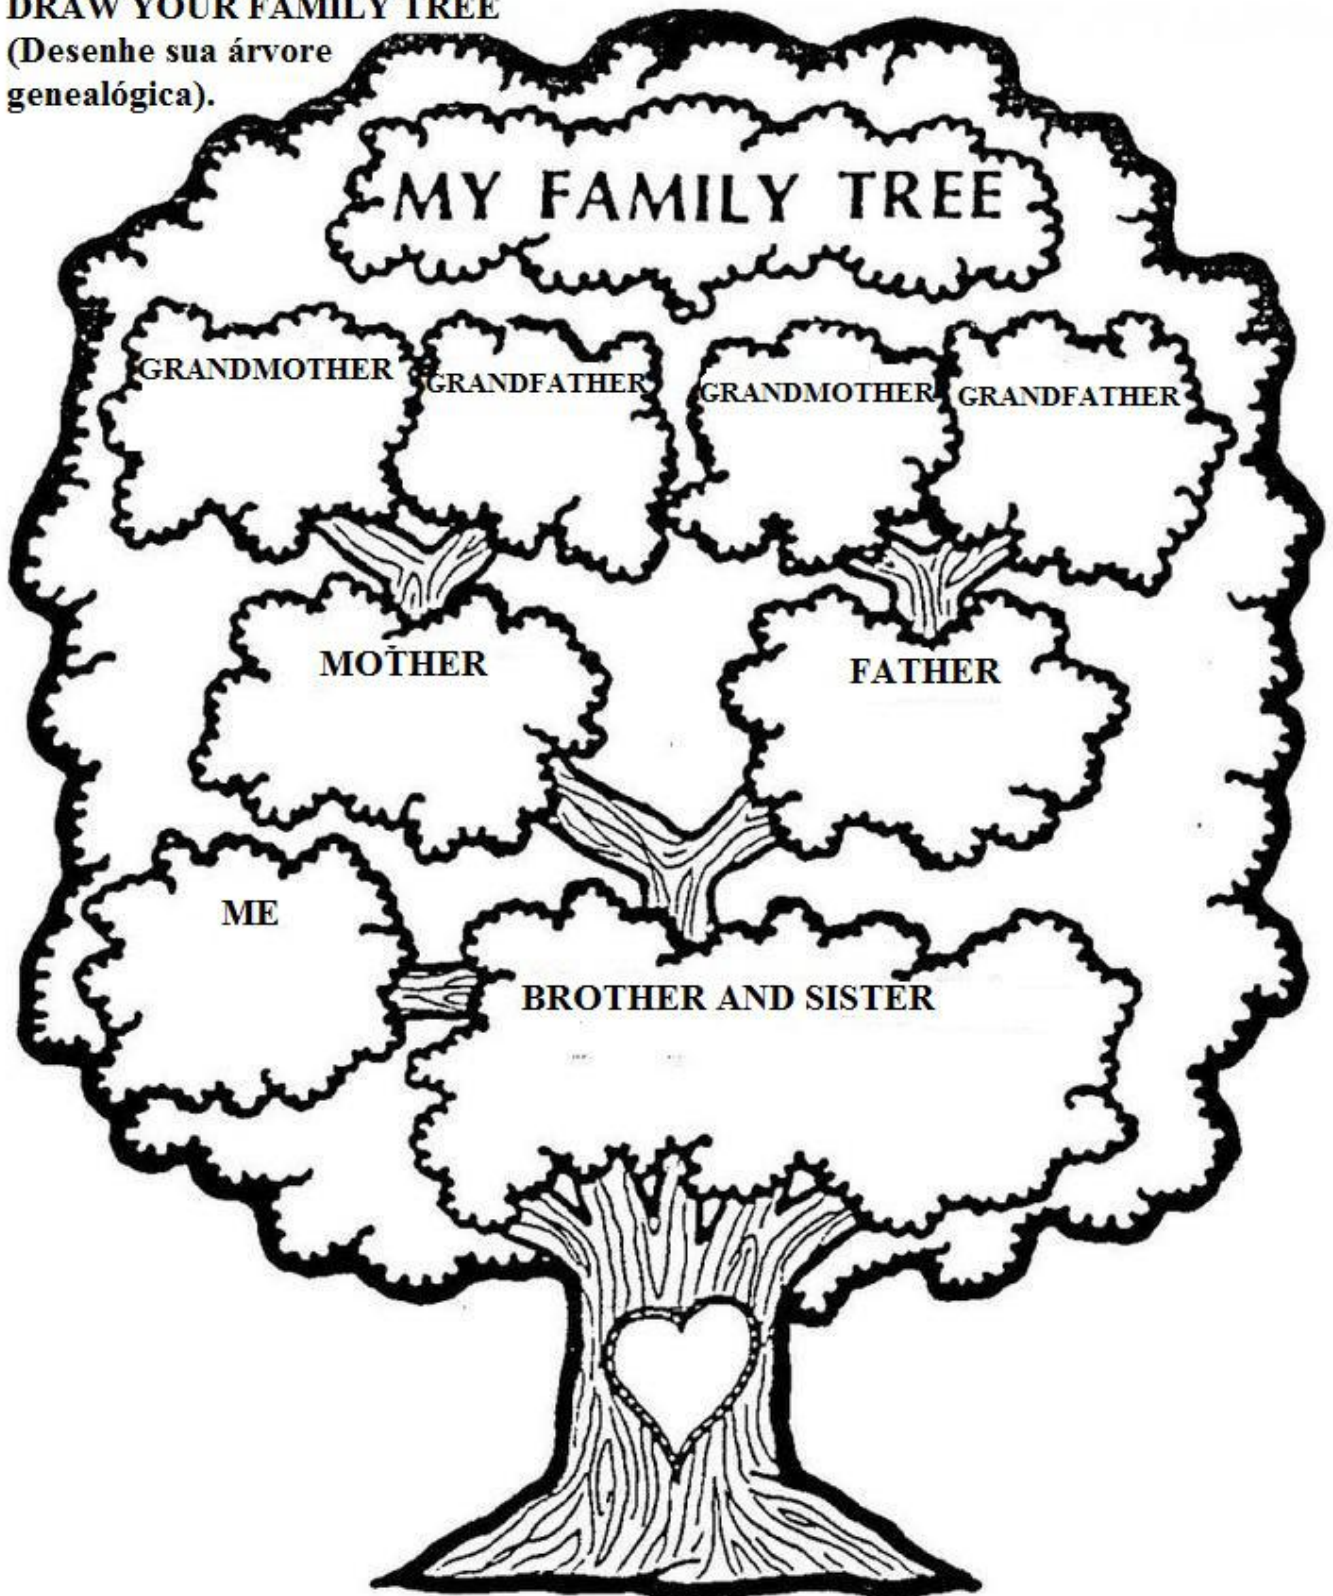 DRAW YOUR FAMILY TREE
(Desenhe sua árvore
genealógica).
MY FAMILY TREE
GRANDMOTHER
GRANDFATHER
GRANDMOTHER
GRANDFATHER
MOTHER
FATHER
ME
BROTHER AND SISTER